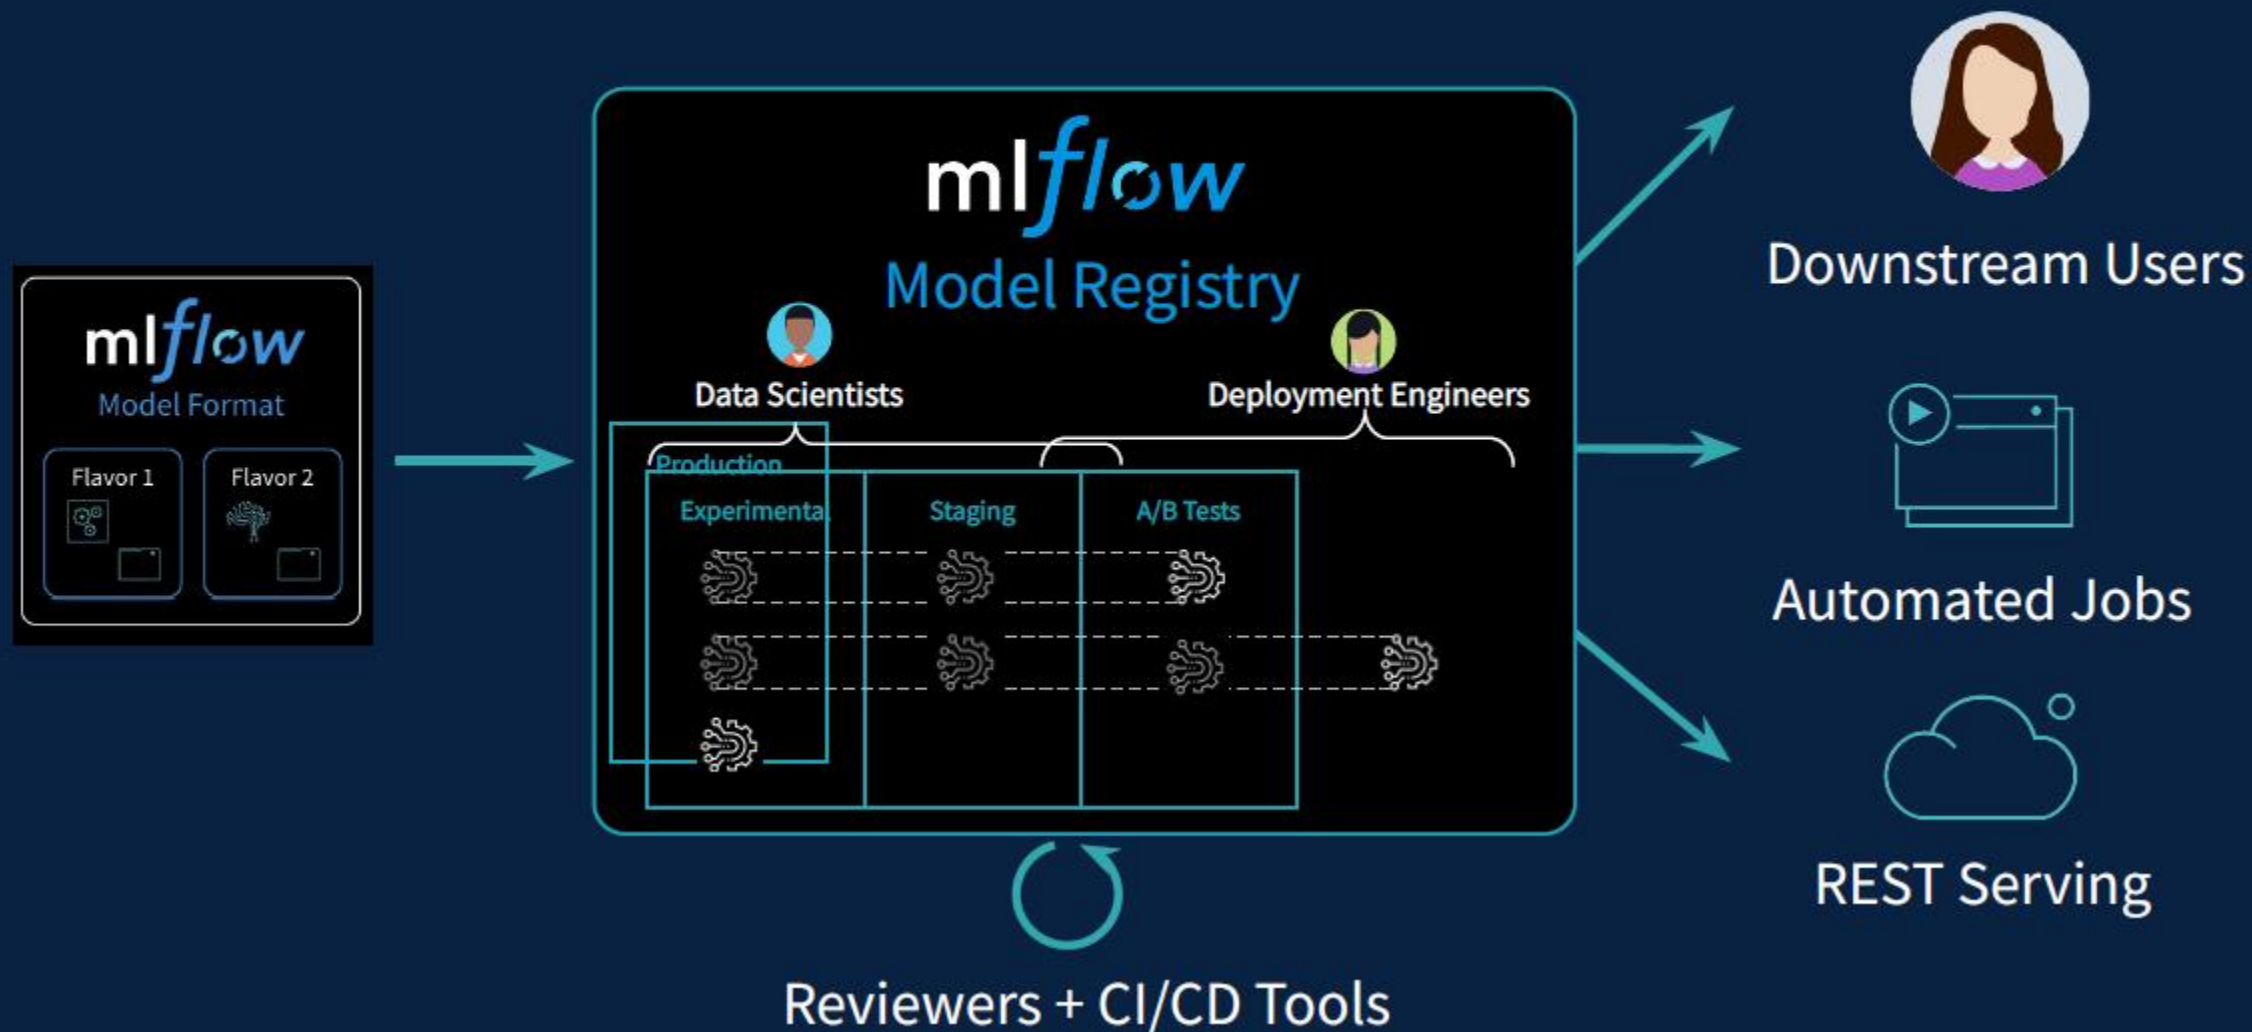 mlflow
Model Format
Flavor 1
Flavor 2
mlflow
Model Registry
Data Scientists
Deployment Engineers
Production
Experimental
Staging
A/B Tests
Reviewers + CI/CD Tools
Downstream Users
Automated Jobs
REST Serving